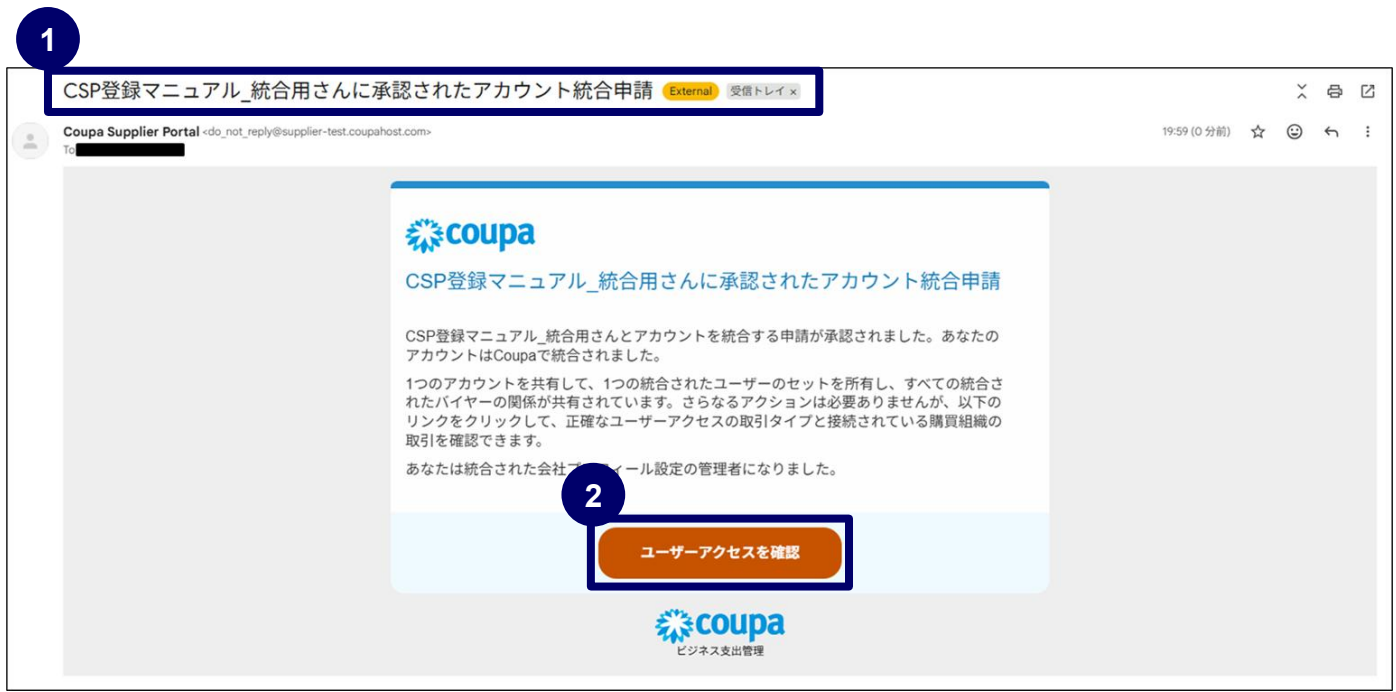 1
CSP登録マニュアル_統合用さんに承認されたアカウント統合申請 External 受信トレイ ×
Coupa Supplier Portal <do_not_reply@supplier-test.coupahost.com> 19:59 (0 分前)
To
coupa
CSP登録マニュアル_統合用さんに承認されたアカウント統合申請
CSP登録マニュアル_統合用さんとアカウントを統合する申請が承認されました。あなたの
アカウントはCoupaで統合されました。
1つのアカウントを共有して、1つの統合されたユーザーのセットを所有し、すべての統合さ
れたバイヤーの関係が共有されています。さらなるアクションは必要ありませんが、以下の
リンクをクリックして、正確なユーザーアクセスの取引タイプと接続されている購買組織の
取引を確認できます。
あなたは統合された会社プ ィール設定の管理者になりました。
2
ユーザーアクセスを確認
coupa
ビジネス支出管理